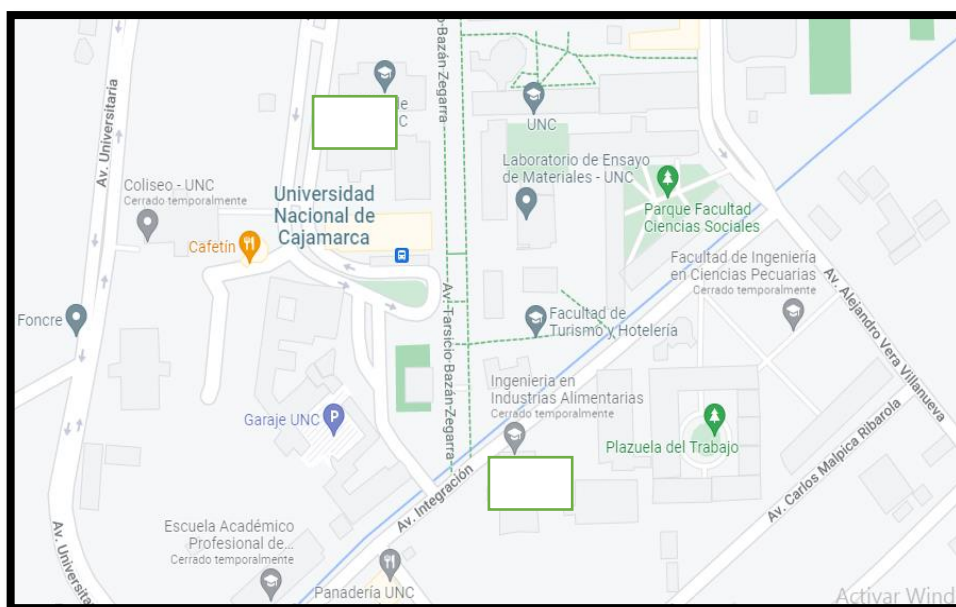 Av. Universitaria
o Bazán Zegarra
UNC
Laboratorio de Ensayo
de Materiales - UNC
Coliseo - UNC
Cerrado temporalmente
Universidad
Nacional de
Cajamarca
Cafetín
Parque Facultad
Ciencias Sociales
Facultad de Ingeniería
en Ciencias Pecuarias
Cerrado temporalmente
Av. Alejandro Vera Villanueva
Foncre
Av. Tarsicio Bazán Zegarra
Facultad de
Turismo y Hotelería
Ingenieria en
Industrias Alimentarias
Cerrado temporalmente
Garaje UNC
P
Plazuela del Trabajo
Av. Carlos Malpica Ribarola
Av. Integración
Av. Universitaria
Escuela Académico
Profesional de...
Cerrado temporalmente
Panadería UNC
Activar Wind